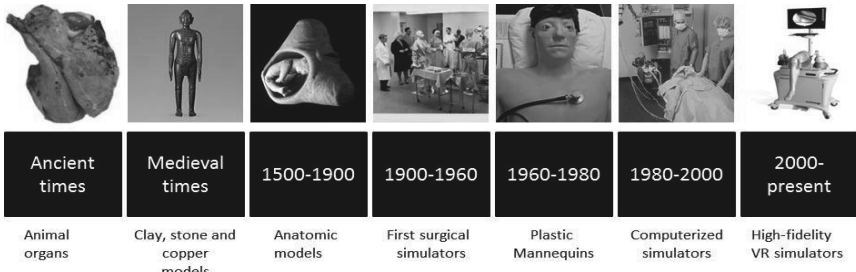 Ancient
times
Medieval
times
1500-1900
1900-1960
1960-1980
1980-2000
2000-
present
Animal
organs
Clay, stone and
copper
models
Anatomic
models
First surgical
simulators
Plastic
Mannequins
Computerized
simulators
High-fidelity
VR simulators